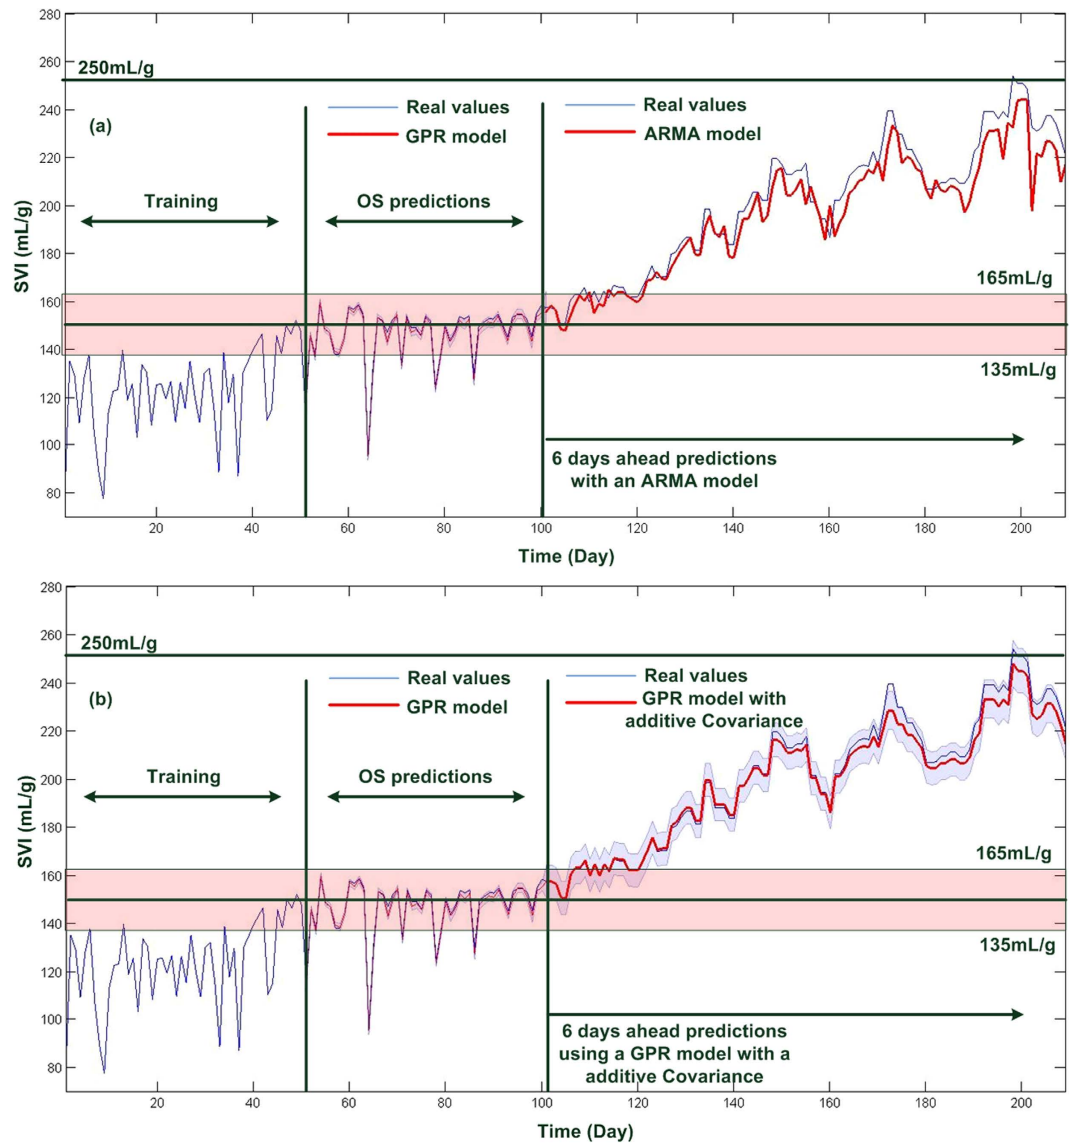 280
260
240
220
200
180
160
140
120
100
80
SVI (mL/g)
250mL/g
(a)
Real values
GPR model
Real values
ARMA model
Training
OS predictions
165mL/g
135mL/g
6 days ahead predictions
with an ARMA model
20 40 60 80 100 120 140 160 180 200
Time (Day)
280
260
240
220
200
180
160
140
120
100
80
SVI (mL/g)
250mL/g
(b)
Real values
GPR model
Real values
GPR model with
additive Covariance
Training
OS predictions
165mL/g
135mL/g
6 days ahead predictions
using a GPR model with a
additive Covariance
20 40 60 80 100 120 140 160 180 200
Time (Day)